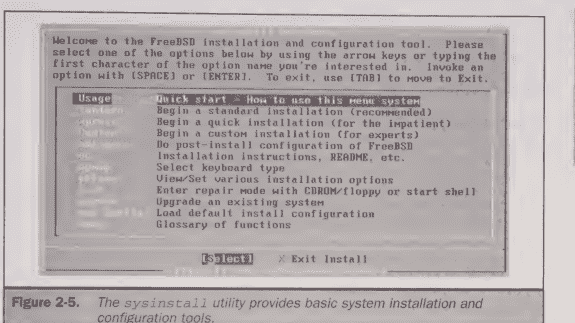 Welcome to the FreeBSD installation and configuration tool. Please
select one of the options below by using the arrow keys or typing the
first character of the option name you're interested in. Invoke an
option with [SPACE] or [ENTER]. To exit, use [TAB] to move to Exit.
Usage Quick start - How to use this menu system
Begin a standard installation (recommended)
Begin a quick installation (for the impatient)
Begin a custom installation (for experts)
Do post-install configuration of FreeBSD
Installation instructions, README, etc.
Select keyboard type
View/Set various installation options
Enter repair mode with CDROM/floppy or start shell
Upgrade an existing system
Load default install configuration
Glossary of functions
[Select] X Exit Install
Figure 2-5. The sysinstall utility provides basic system installation and
configuration tools.